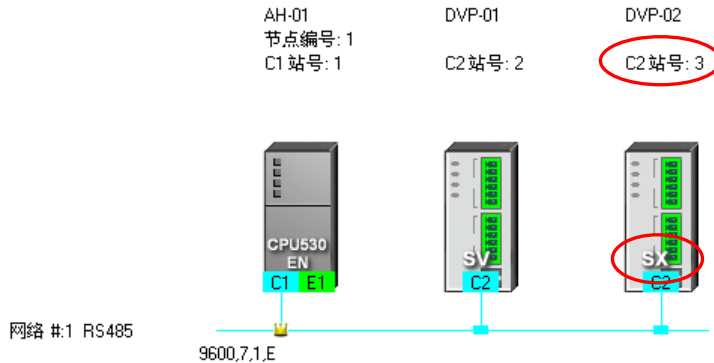 AH-01
节点编号: 1
C1 站号: 1
DVP-01
C2 站号: 2
DVP-02
C2 站号: 3
CPU530
EN
C1 E1
SV
C2
SX
C2
网络 #:1 RS485
9600,7,1,E